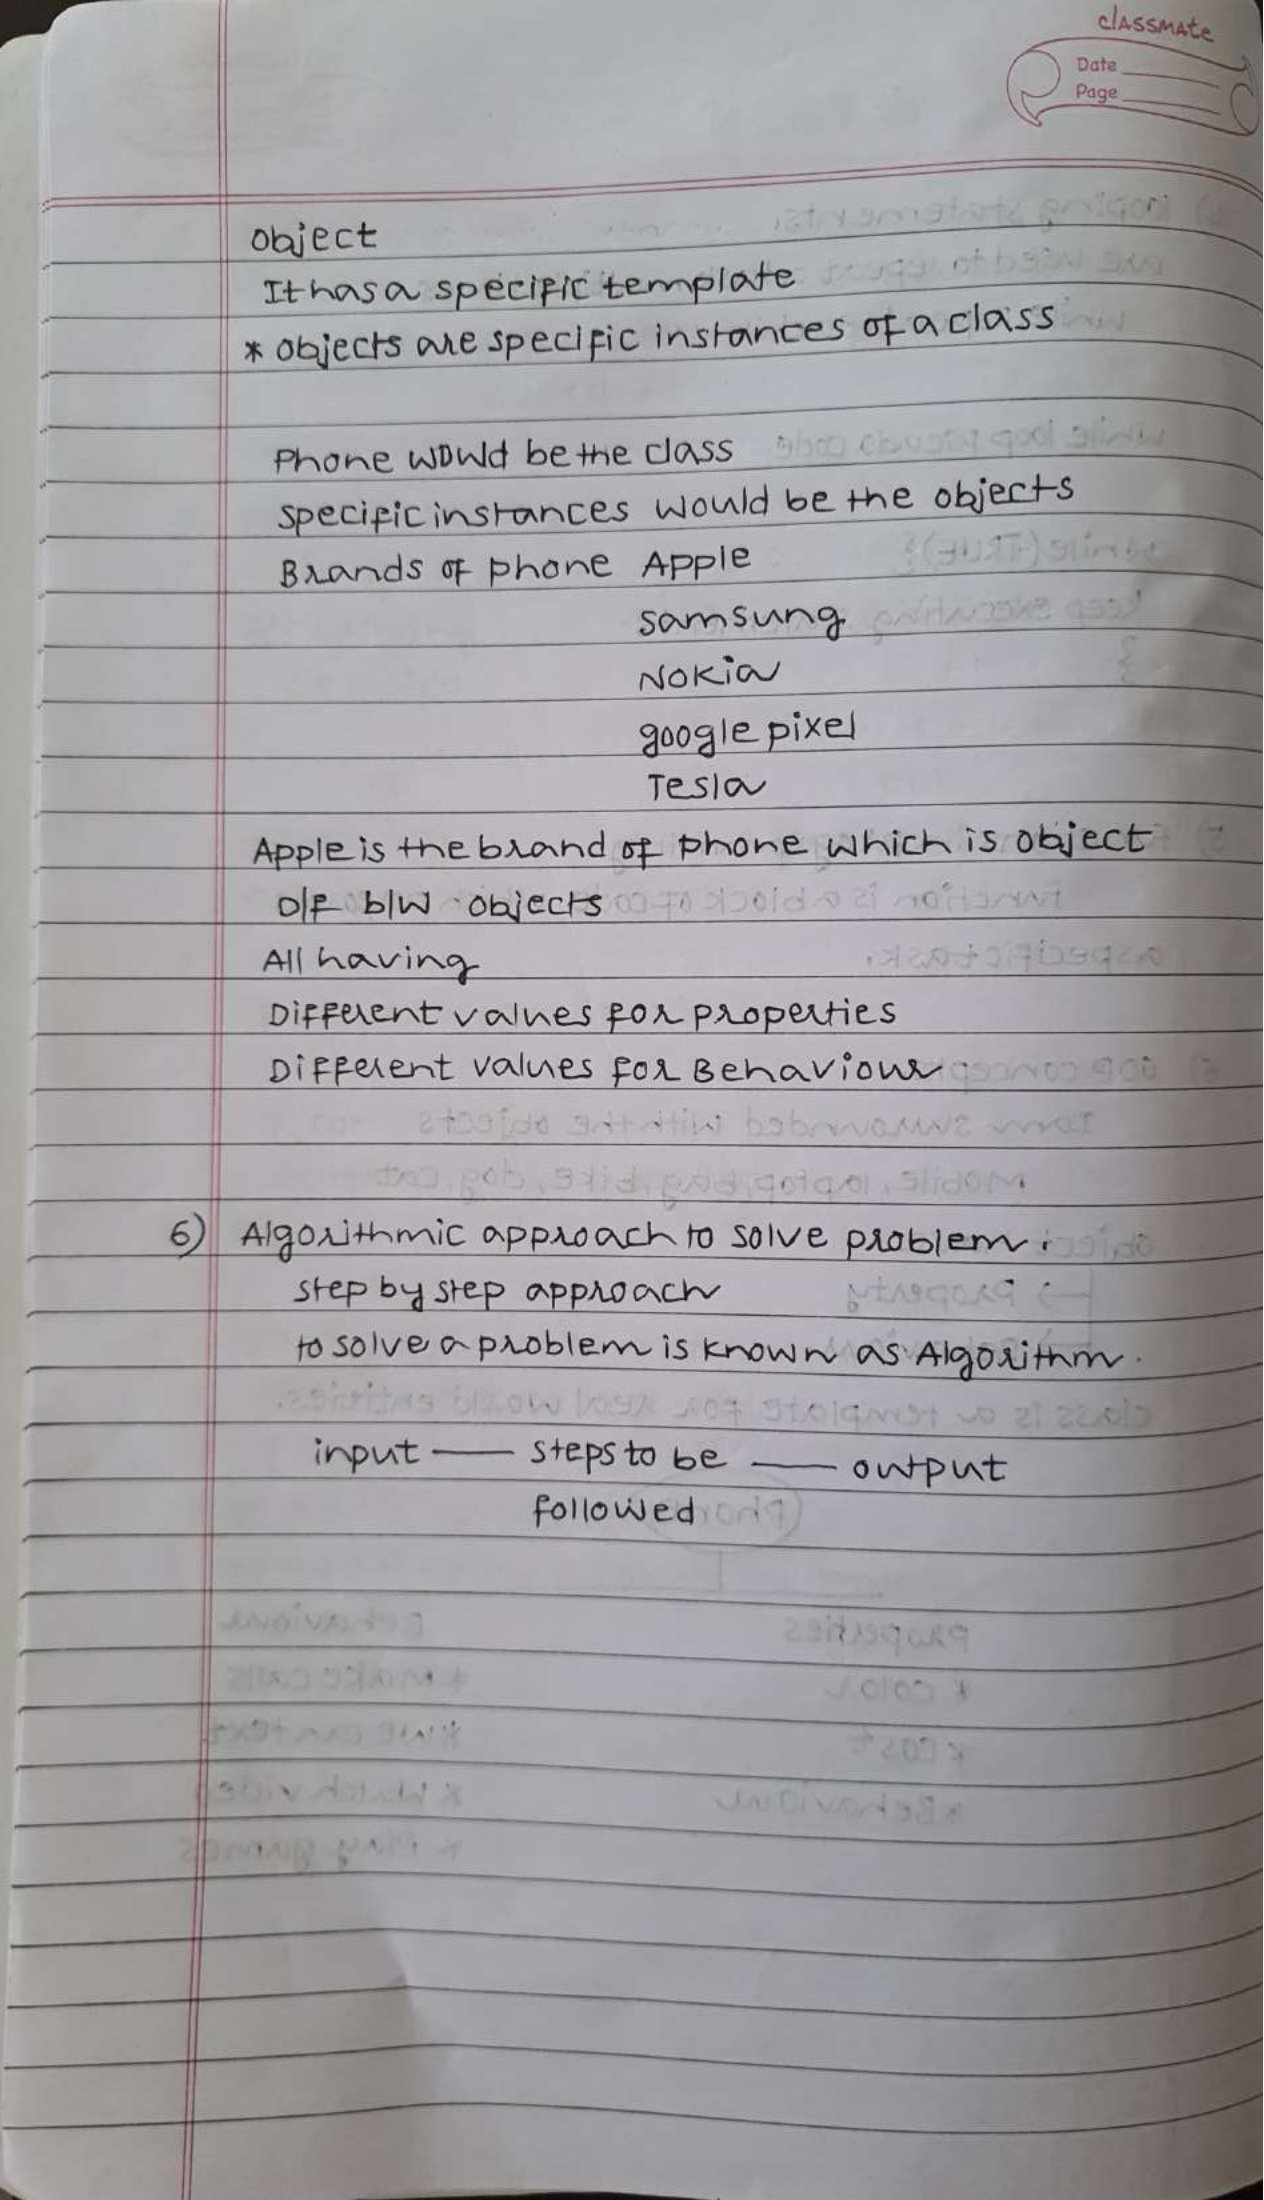 classmate
Date
Page
object
It has a specific template
* objects are specific instances of a class
Phone would be the class
specific instances would be the objects
Brands of phone Apple
samsung
Nokia
google pixel
Tesla
Apple is the brand of phone which is object
D/f b/w objects
All having
Different values for properties
Different values for Behaviour
6) Algorithmic approach to solve problem.
step by step approach
to solve a problem is known as Algorithm.
input — steps to be — output
followed